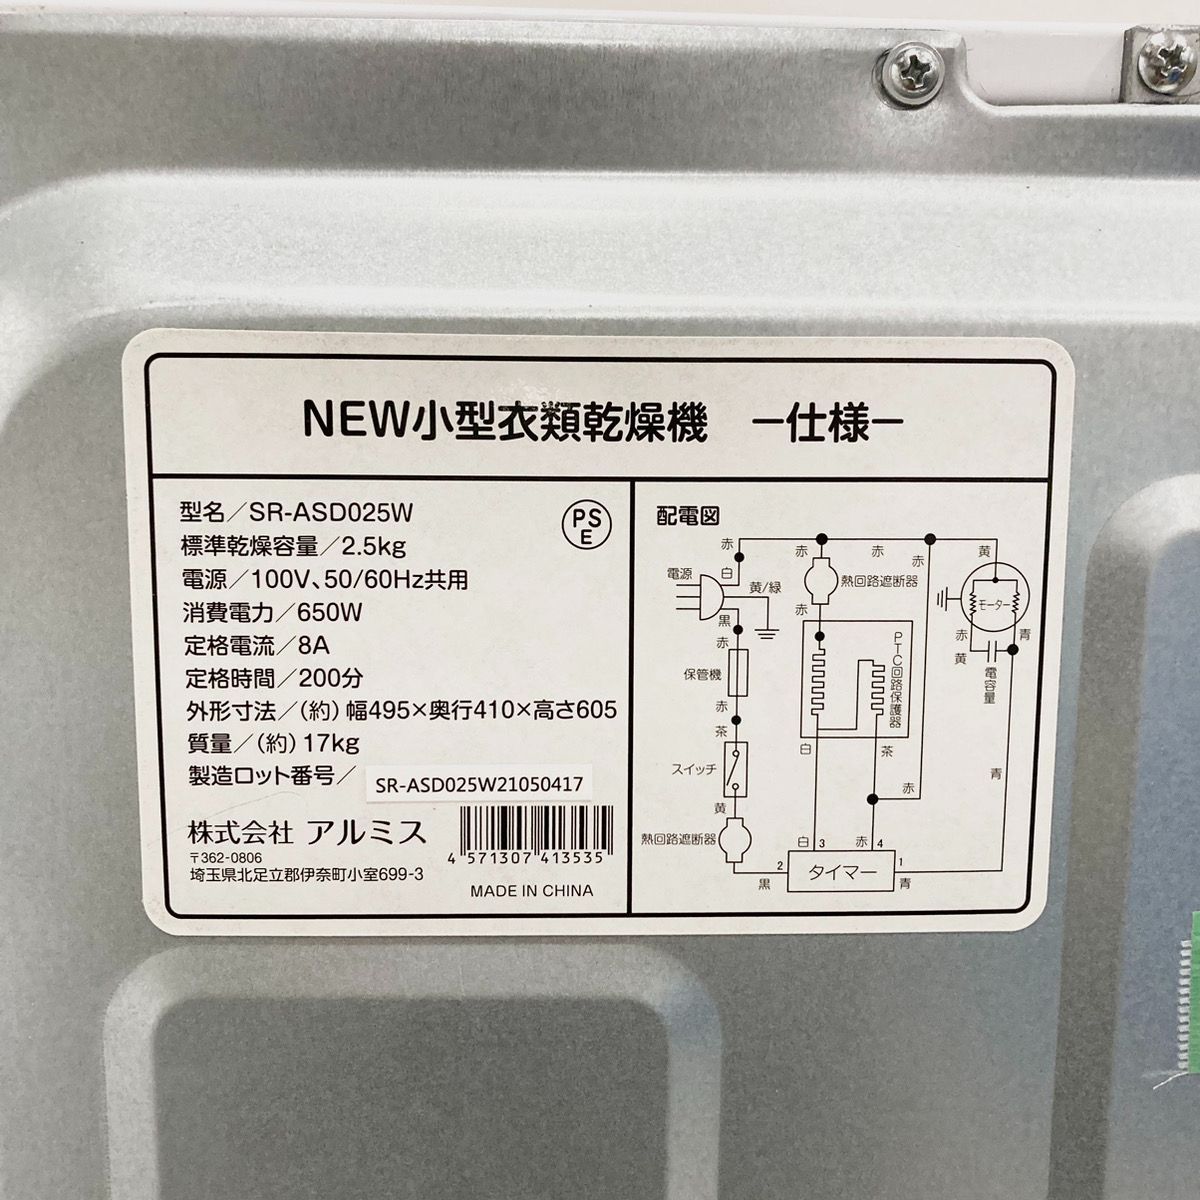 NEW小型衣類乾燥機 ー仕様ー
型名／SR-ASD025W
標準乾燥容量／2.5kg
電源／100V、50/60Hz共用
消費電力／650W
定格電流／8A
定格時間／200分
外形寸法／(約) 幅495×奥行410×高さ605
質量／(約) 17kg
製造ロット番号／ SR-ASD025W21050417
PS
E
株式会社 アルミス
〒362-0806
埼玉県北足立郡伊奈町小室699-3
4 571307 413535
MADE IN CHINA
配電図
赤
赤
赤
赤
黄
電源
白
黄/緑
熱回路遮断器
赤
黒
モーター
赤
赤
青
保管機
PTC回路保護器
黄
電容量
赤
茶
白
茶
スイッチ
青
黄
赤
熱回路遮断器
白 3
赤 4
2
タイマー
1
黒
青